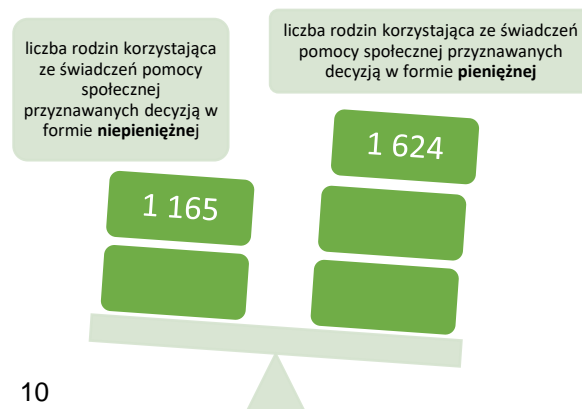 liczba rodzin korzystająca
ze świadczeń pomocy
społecznej
przyznawanych decyzją w
formie niepieniężnej
liczba rodzin korzystająca ze świadczeń
pomocy społecznej przyznawanych
decyzją w formie pieniężnej
1 165
1 624
10